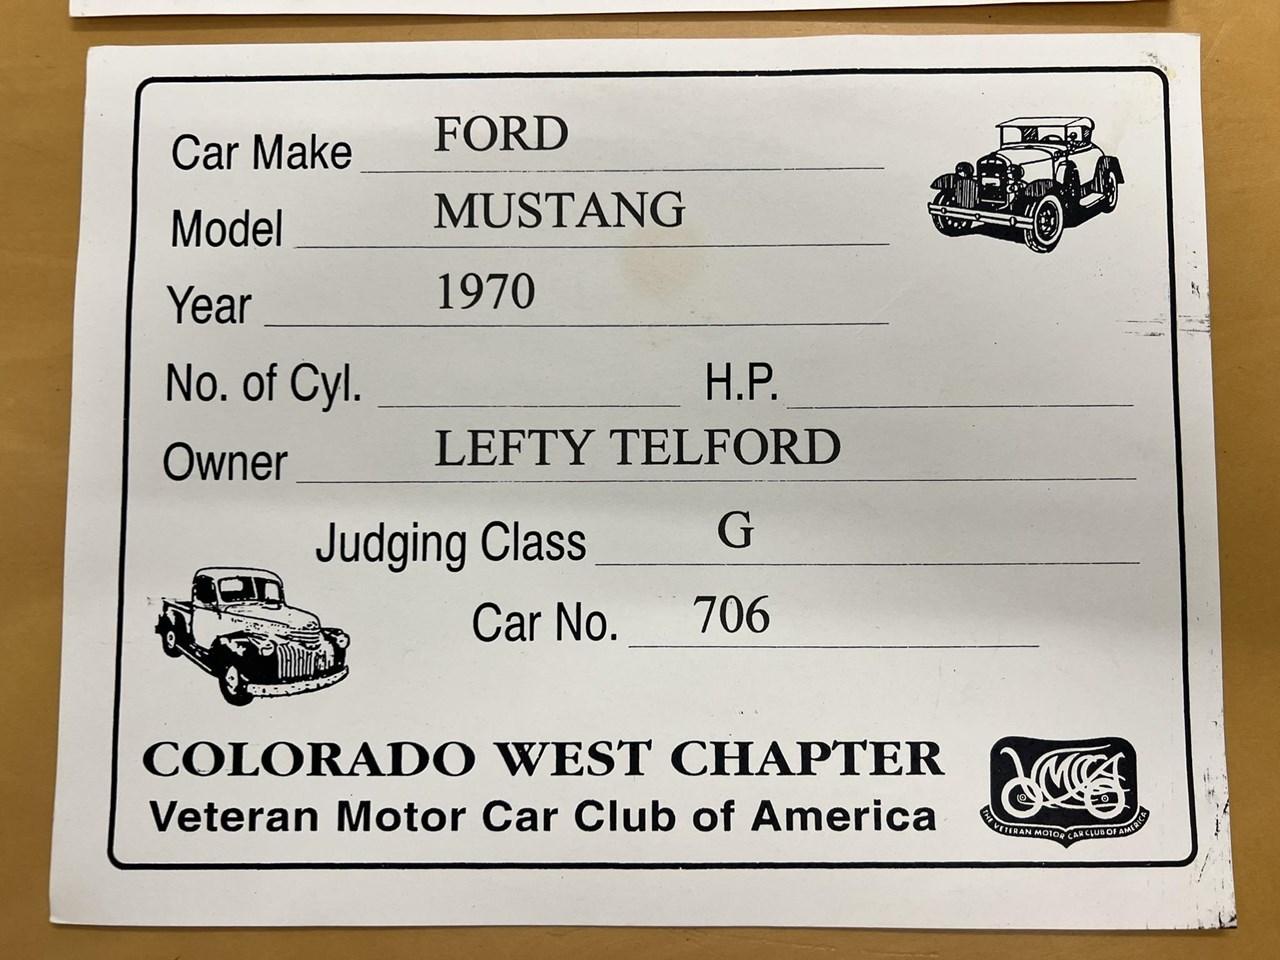 Car Make FORD
Model MUSTANG
Year 1970
No. of Cyl. H.P.
Owner LEFTY TELFORD
Judging Class G
Car No. 706
COLORADO WEST CHAPTER
Veteran Motor Car Club of America
VMCCA
THE VETERAN MOTOR CAR CLUB OF AMERICA